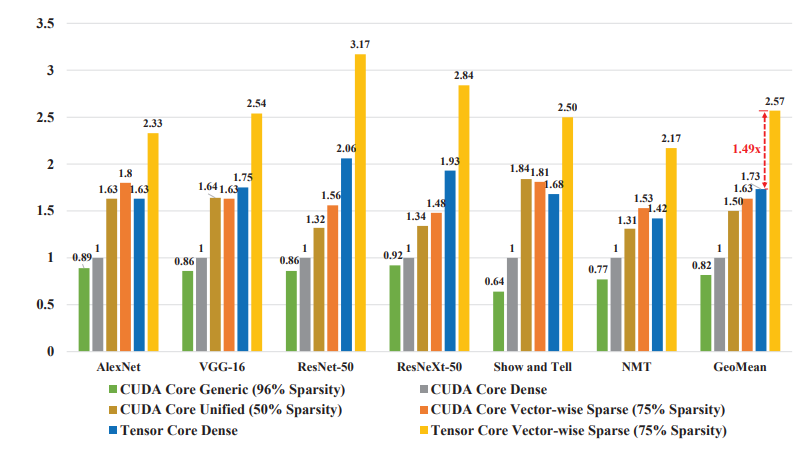 3.5
3
2.5
2
1.5
1
0.5
0
0.89 1 1.63 1.8 1.63 2.33
0.86 1 1.64 1.63 1.75 2.54
0.86 1 1.32 1.56 2.06 3.17
0.92 1 1.34 1.48 1.93 2.84
0.64 1 1.84 1.81 1.68 2.50
0.77 1 1.31 1.53 1.42 2.17
0.82 1 1.50 1.63 1.73 2.57
1.49x
AlexNet VGG-16 ResNet-50 ResNeXt-50 Show and Tell NMT GeoMean
CUDA Core Generic (96% Sparsity) CUDA Core Dense
CUDA Core Unified (50% Sparsity) CUDA Core Vector-wise Sparse (75% Sparsity)
Tensor Core Dense Tensor Core Vector-wise Sparse (75% Sparsity)